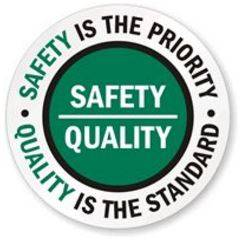 SAFETY IS THE PRIORITY
SAFETY
QUALITY
• QUALITY IS THE STANDARD •